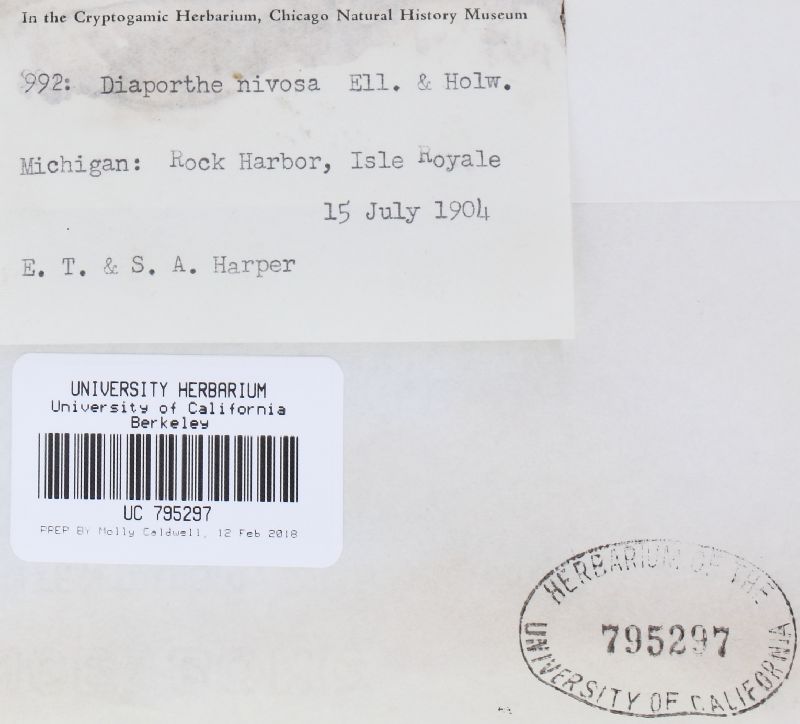 In the Cryptogamic Herbarium, Chicago Natural History Museum
992: Diaporthe nivosa Ell. & Holw.
Michigan: Rock Harbor, Isle Royale
15 July 1904
E. T. & S. A. Harper
UNIVERSITY HERBARIUM
University of California
Berkeley
UC 795297
PREP BY Molly Caldwell, 12 Feb 2018
HERBARIUM OF THE
795297
UNIVERSITY OF CALIFORNIA